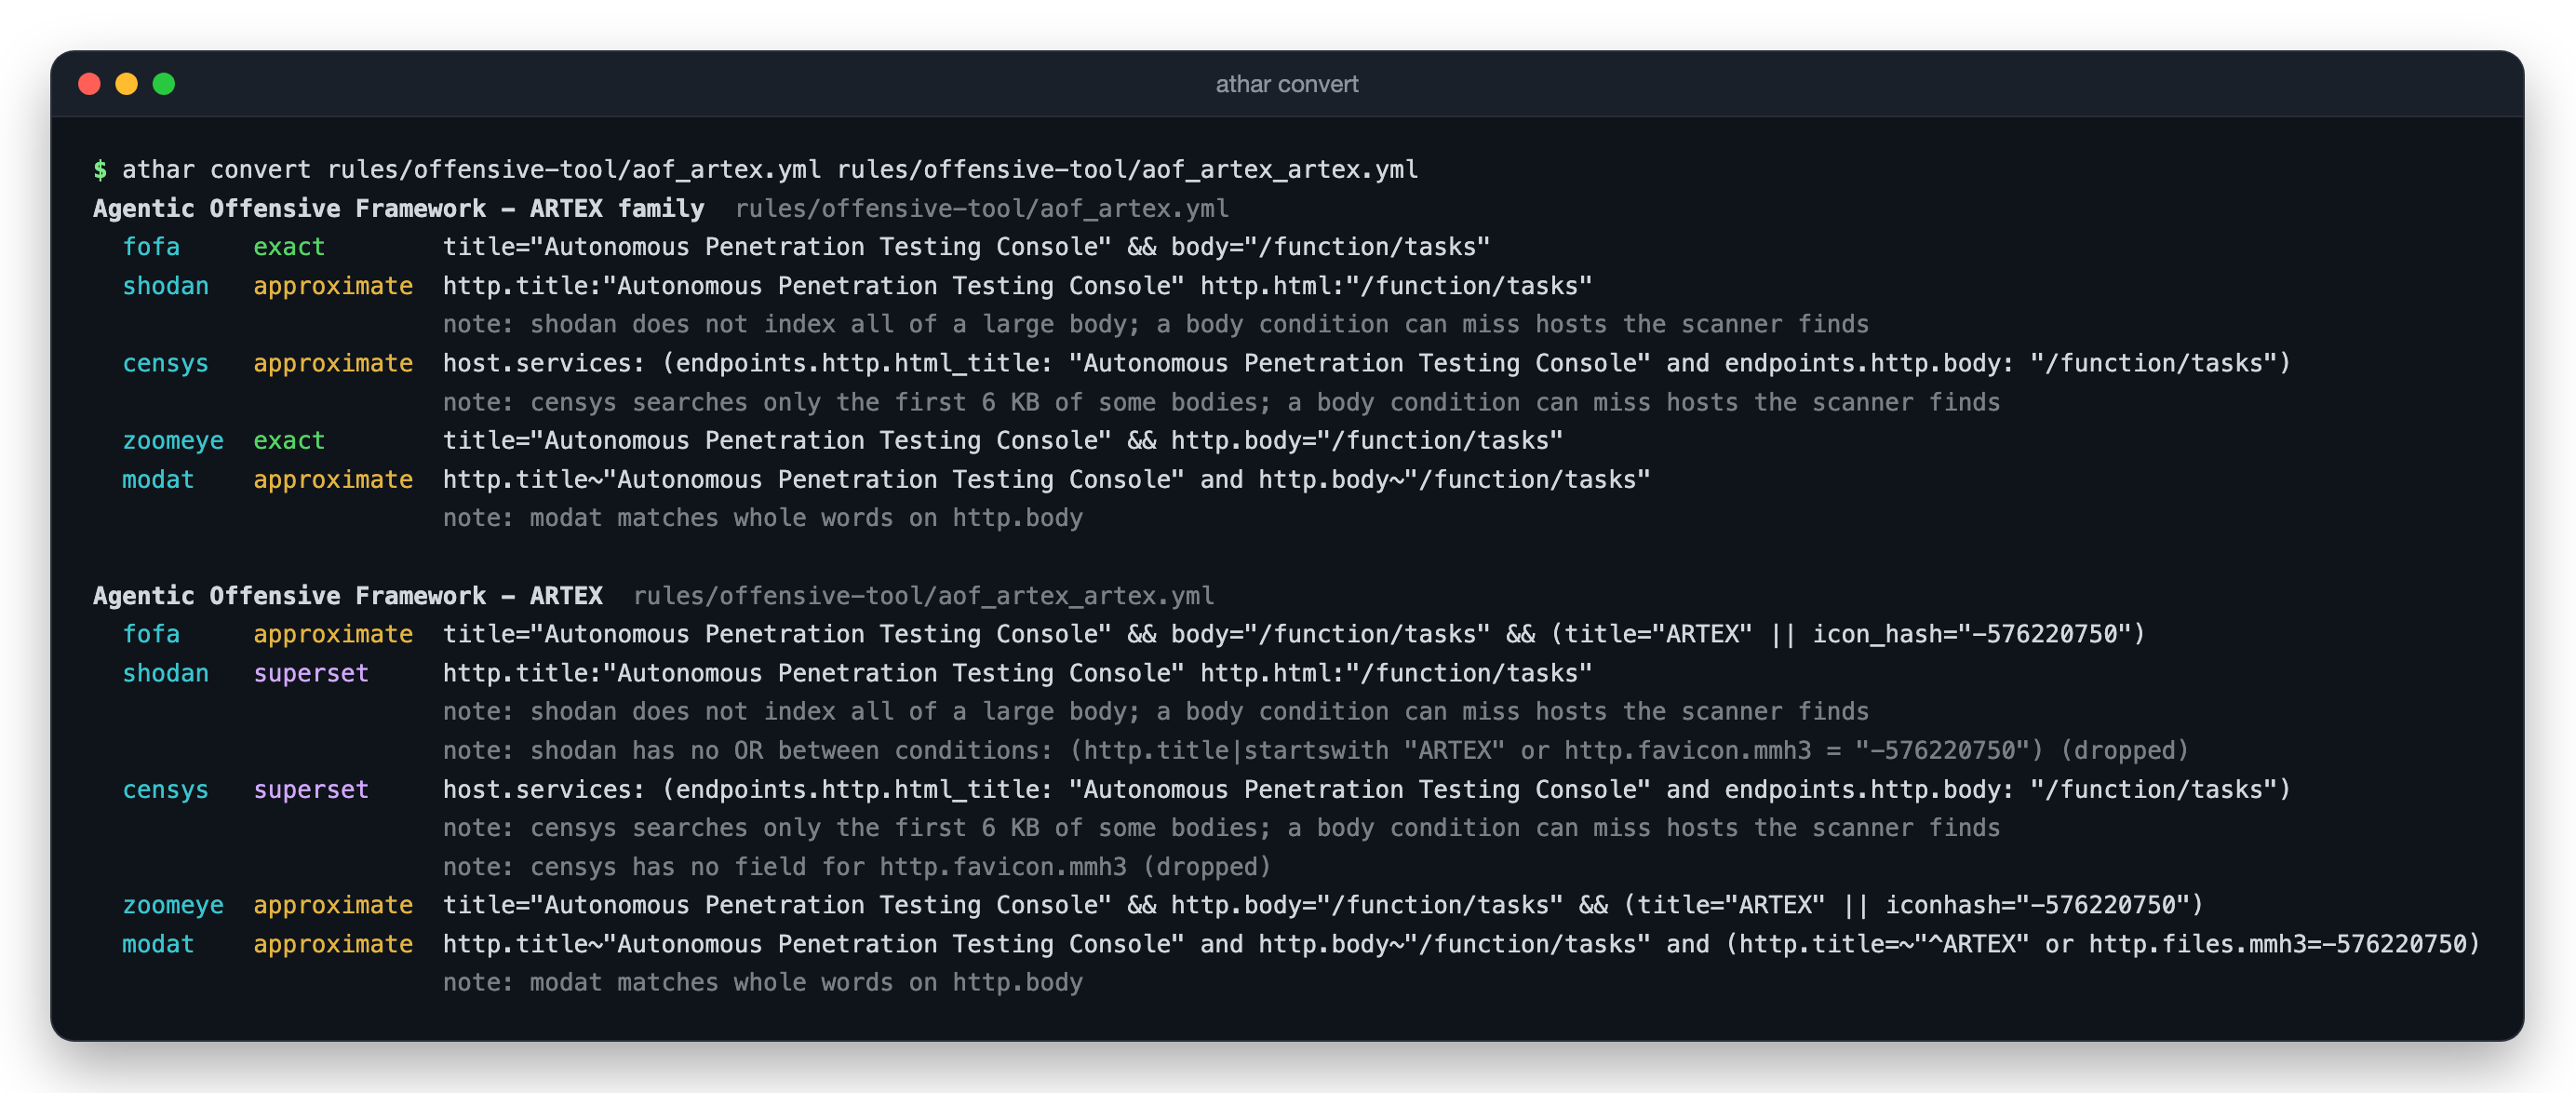 athar convert
$ athar convert rules/offensive-tool/aof_artex.yml rules/offensive-tool/aof_artex_artex.yml
Agentic Offensive Framework – ARTEX family  rules/offensive-tool/aof_artex.yml
fofa  exact  title="Autonomous Penetration Testing Console" && body="/function/tasks"
shodan  approximate  http.title:"Autonomous Penetration Testing Console" http.html:"/function/tasks"
note: shodan does not index all of a large body; a body condition can miss hosts the scanner finds
censys  approximate  host.services: (endpoints.http.html_title: "Autonomous Penetration Testing Console" and endpoints.http.body: "/function/tasks")
note: censys searches only the first 6 KB of some bodies; a body condition can miss hosts the scanner finds
zoomeye  exact  title="Autonomous Penetration Testing Console" && http.body="/function/tasks"
modat  approximate  http.title~"Autonomous Penetration Testing Console" and http.body~"/function/tasks"
note: modat matches whole words on http.body
Agentic Offensive Framework – ARTEX  rules/offensive-tool/aof_artex_artex.yml
fofa  approximate  title="Autonomous Penetration Testing Console" && body="/function/tasks" && (title="ARTEX" || icon_hash="-576220750")
shodan  superset  http.title:"Autonomous Penetration Testing Console" http.html:"/function/tasks"
note: shodan does not index all of a large body; a body condition can miss hosts the scanner finds
note: shodan has no OR between conditions: (http.title|startswith "ARTEX" or http.favicon.mmh3 = "-576220750") (dropped)
censys  superset  host.services: (endpoints.http.html_title: "Autonomous Penetration Testing Console" and endpoints.http.body: "/function/tasks")
note: censys searches only the first 6 KB of some bodies; a body condition can miss hosts the scanner finds
note: censys has no field for http.favicon.mmh3 (dropped)
zoomeye  approximate  title="Autonomous Penetration Testing Console" && http.body="/function/tasks" && (title="ARTEX" || iconhash="-576220750")
modat  approximate  http.title~"Autonomous Penetration Testing Console" and http.body~"/function/tasks" and (http.title=~"^ARTEX" or http.files.mmh3=-576220750)
note: modat matches whole words on http.body